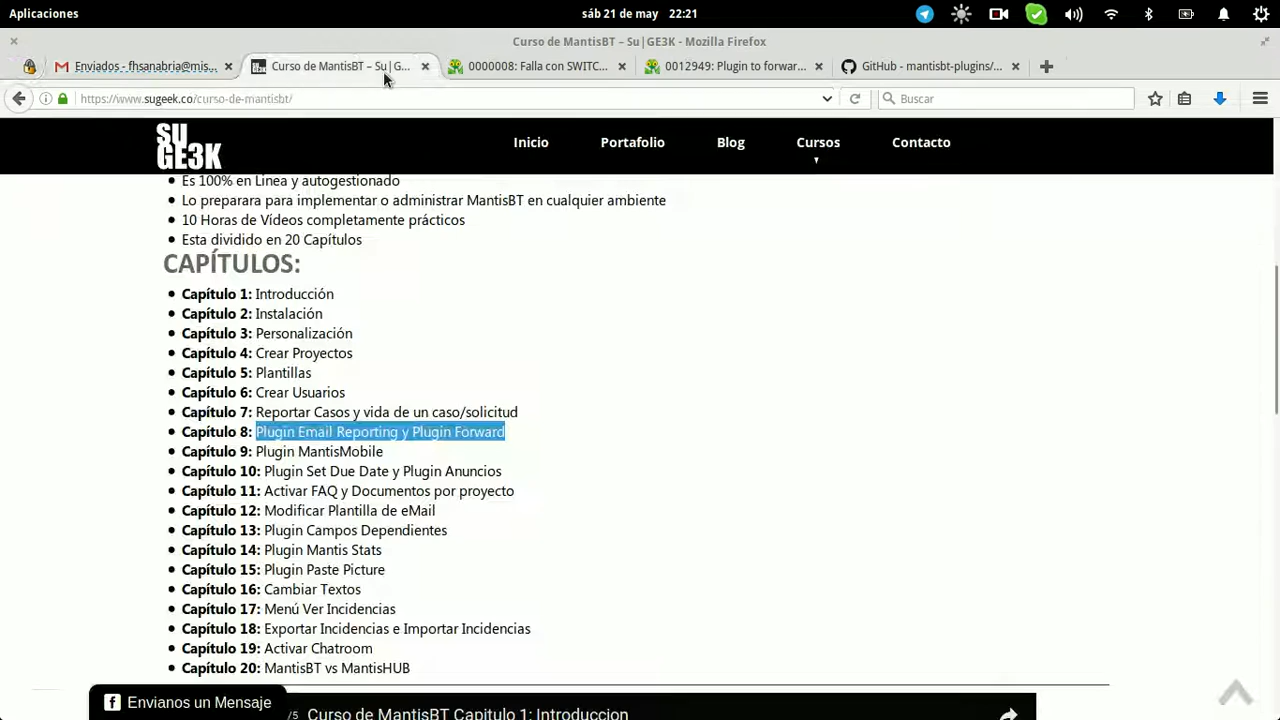 Aplicaciones
sáb 21 de may 22:21
Curso de MantisBT – Su|GE3K - Mozilla Firefox
Enviados - fhsanabria@mis...
Curso de MantisBT – Su|G...
0000008: Falla con SWITC...
0012949: Plugin to forwar...
GitHub - mantisbt-plugins/...
https://www.sugeek.co/curso-de-mantisbt/
Buscar
SU
GE3K
Inicio
Portafolio
Blog
Cursos
Contacto
Es 100% en Linea y autogestionado
Lo preparara para implementar o administrar MantisBT en cualquier ambiente
10 Horas de Vídeos completamente prácticos
Esta dividido en 20 Capítulos
CAPÍTULOS:
Capítulo 1: Introducción
Capítulo 2: Instalación
Capítulo 3: Personalización
Capítulo 4: Crear Proyectos
Capítulo 5: Plantillas
Capítulo 6: Crear Usuarios
Capítulo 7: Reportar Casos y vida de un caso/solicitud
Capítulo 8: Plugin Email Reporting y Plugin Forward
Capítulo 9: Plugin MantisMobile
Capítulo 10: Plugin Set Due Date y Plugin Anuncios
Capítulo 11: Activar FAQ y Documentos por proyecto
Capítulo 12: Modificar Plantilla de eMail
Capítulo 13: Plugin Campos Dependientes
Capítulo 14: Plugin Mantis Stats
Capítulo 15: Plugin Paste Picture
Capítulo 16: Cambiar Textos
Capítulo 17: Menú Ver Incidencias
Capítulo 18: Exportar Incidencias e Importar Incidencias
Capítulo 19: Activar Chatroom
Capítulo 20: MantisBT vs MantisHUB
Envianos un Mensaje
/5 Curso de MantisBT Capitulo 1: Introduccion